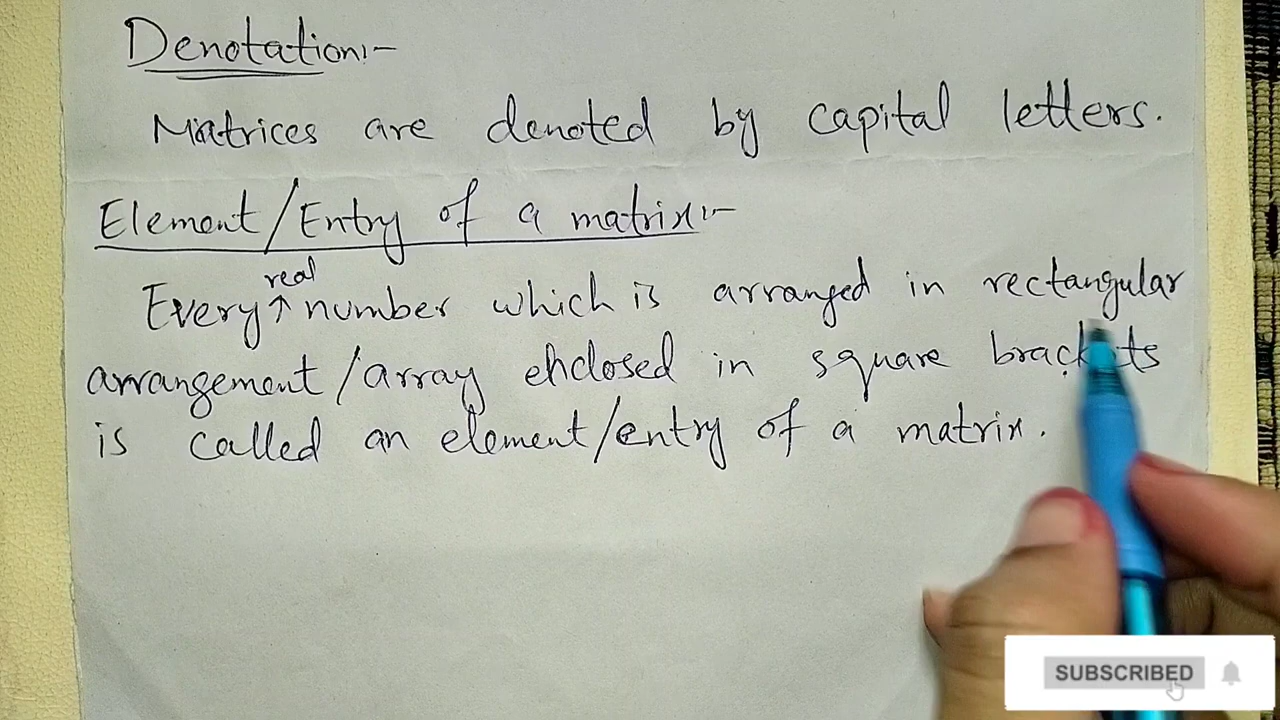 Denotation:-
Matrices are denoted by capital letters.
Element/Entry of a matrix:-
real
Every↑ number which is arranged in rectangular
arrangement/array enclosed in square brackets
is called an element/entry of a matrix.
SUBSCRIBED